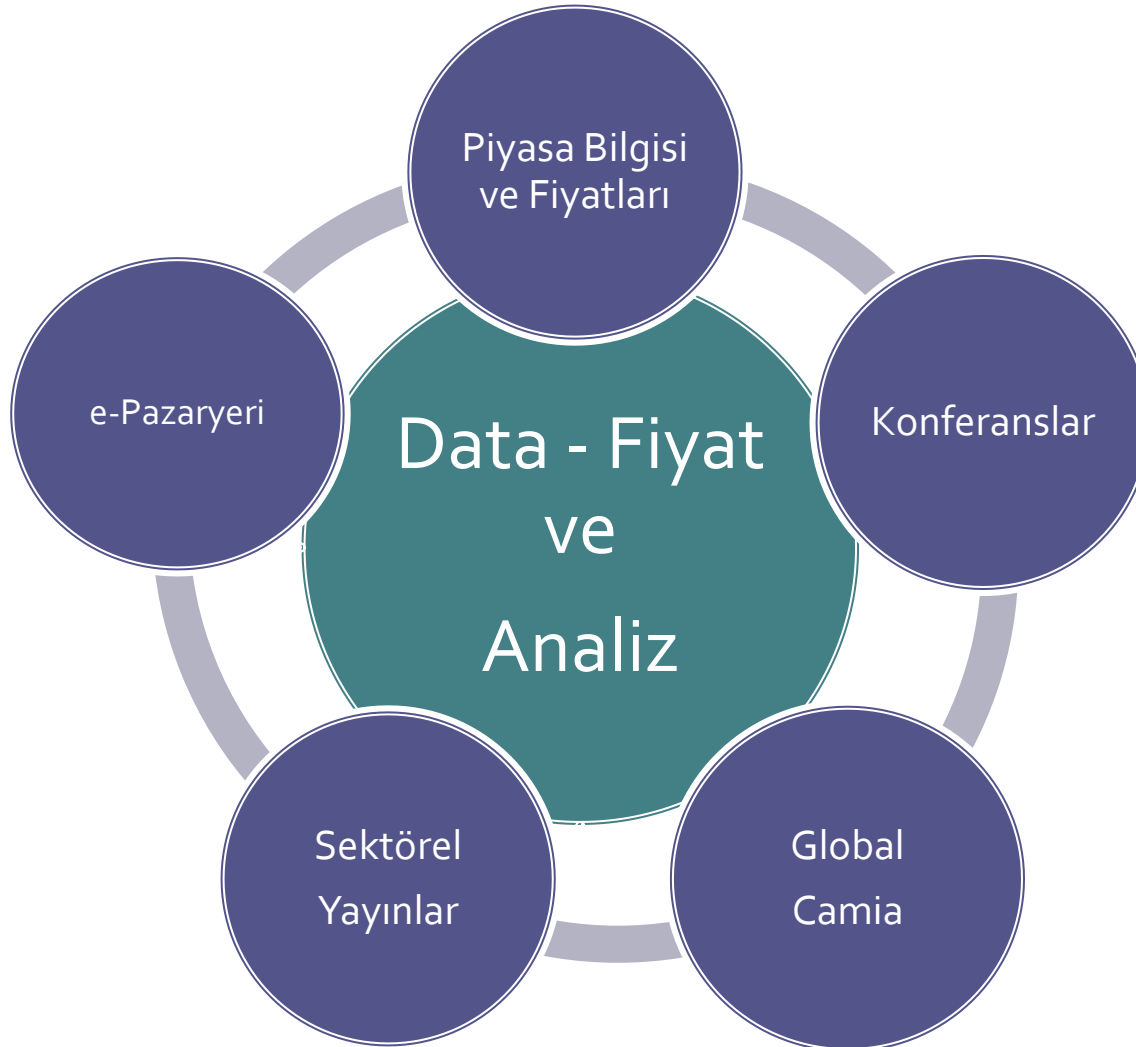 Piyasa Bilgisi
ve Fiyatları
e-Pazaryeri
Konferanslar
Data - Fiyat
ve
Analiz
Sektörel
Yayınlar
Global
Camia